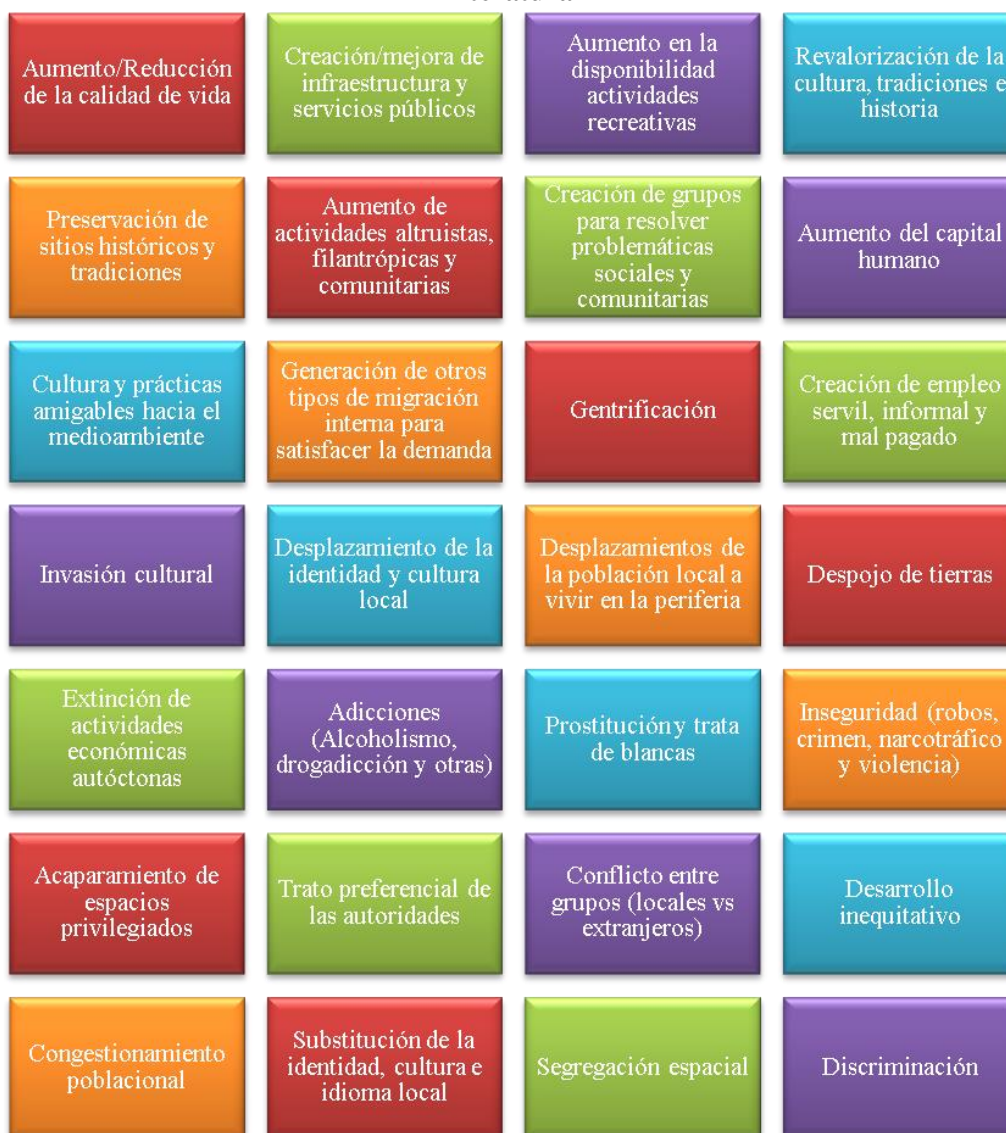 Aumento/Reducción
de la calidad de vida
Creación/mejora de
infraestructura y
servicios públicos
Aumento en la
disponibilidad
actividades
recreativas
Revalorización de la
cultura, tradiciones e
historia
Preservación de
sitios históricos y
tradiciones
Aumento de
actividades altruistas,
filantrópicas y
comunitarias
Creación de grupos
para resolver
problemáticas
sociales y
comunitarias
Aumento del capital
humano
Cultura y prácticas
amigables hacia el
medioambiente
Generación de otros
tipos de migración
interna para
satisfacer la demanda
Gentrificación
Creación de empleo
servil, informal y
mal pagado
Invasión cultural
Desplazamiento de la
identidad y cultura
local
Desplazamientos de
la población local a
vivir en la periferia
Despojo de tierras
Extinción de
actividades
económicas
autóctonas
Adicciones
(Alcoholismo,
drogadicción y otras)
Prostitución y trata
de blancas
Inseguridad (robos,
crimen, narcotráfico
y violencia)
Acaparamiento de
espacios
privilegiados
Trato preferencial de
las autoridades
Conflicto entre
grupos (locales vs
extranjeros)
Desarrollo
inequitativo
Congestionamiento
poblacional
Substitución de la
identidad, cultura e
idioma local
Segregación espacial
Discriminación